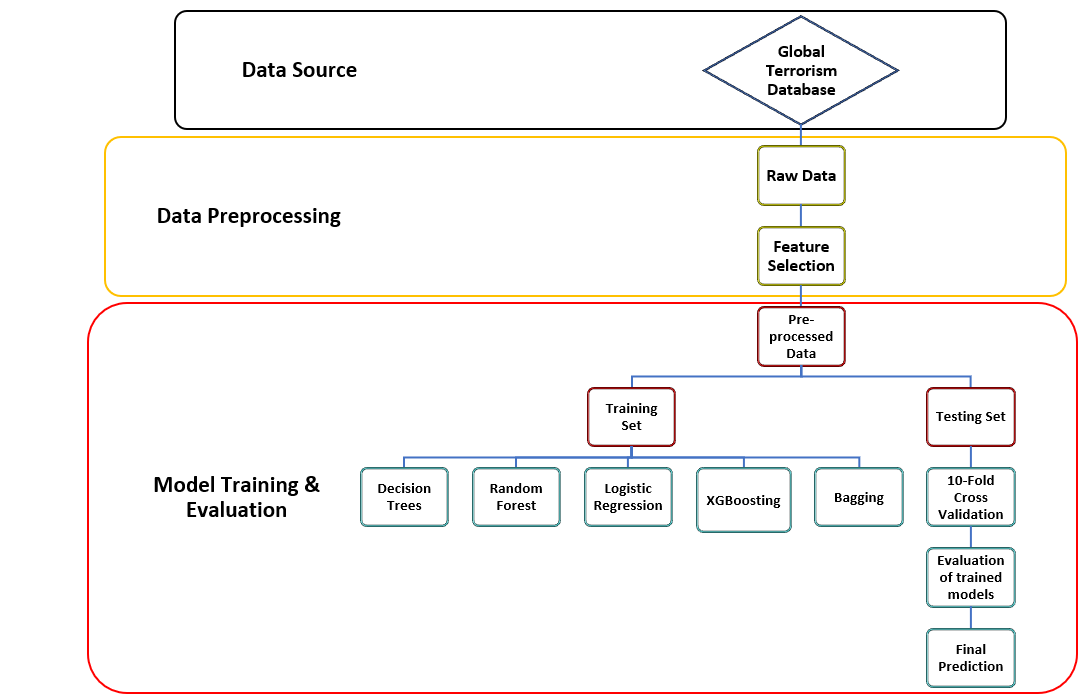 Data Source
Global
Terrorism
Database
Data Preprocessing
Raw Data
Feature
Selection
Model Training &
Evaluation
Pre-
processed
Data
Training
Set
Testing Set
Decision
Trees
Random
Forest
Logistic
Regression
XGBoosting
Bagging
10-Fold
Cross
Validation
Evaluation
of trained
models
Final
Prediction